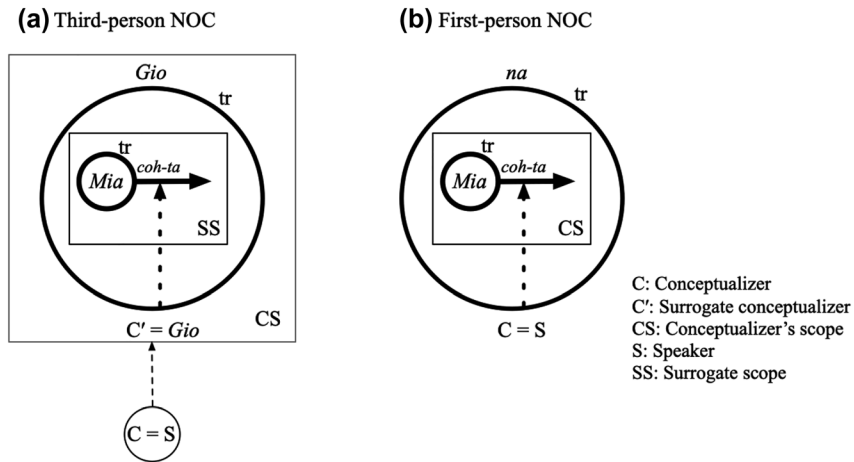 (a) Third-person NOC
Gio
tr
tr
coh-ta
Mia
SS
CS
C′ = Gio
C = S
(b) First-person NOC
na
tr
tr
coh-ta
Mia
CS
C = S
C: Conceptualizer
C′: Surrogate conceptualizer
CS: Conceptualizer’s scope
S: Speaker
SS: Surrogate scope